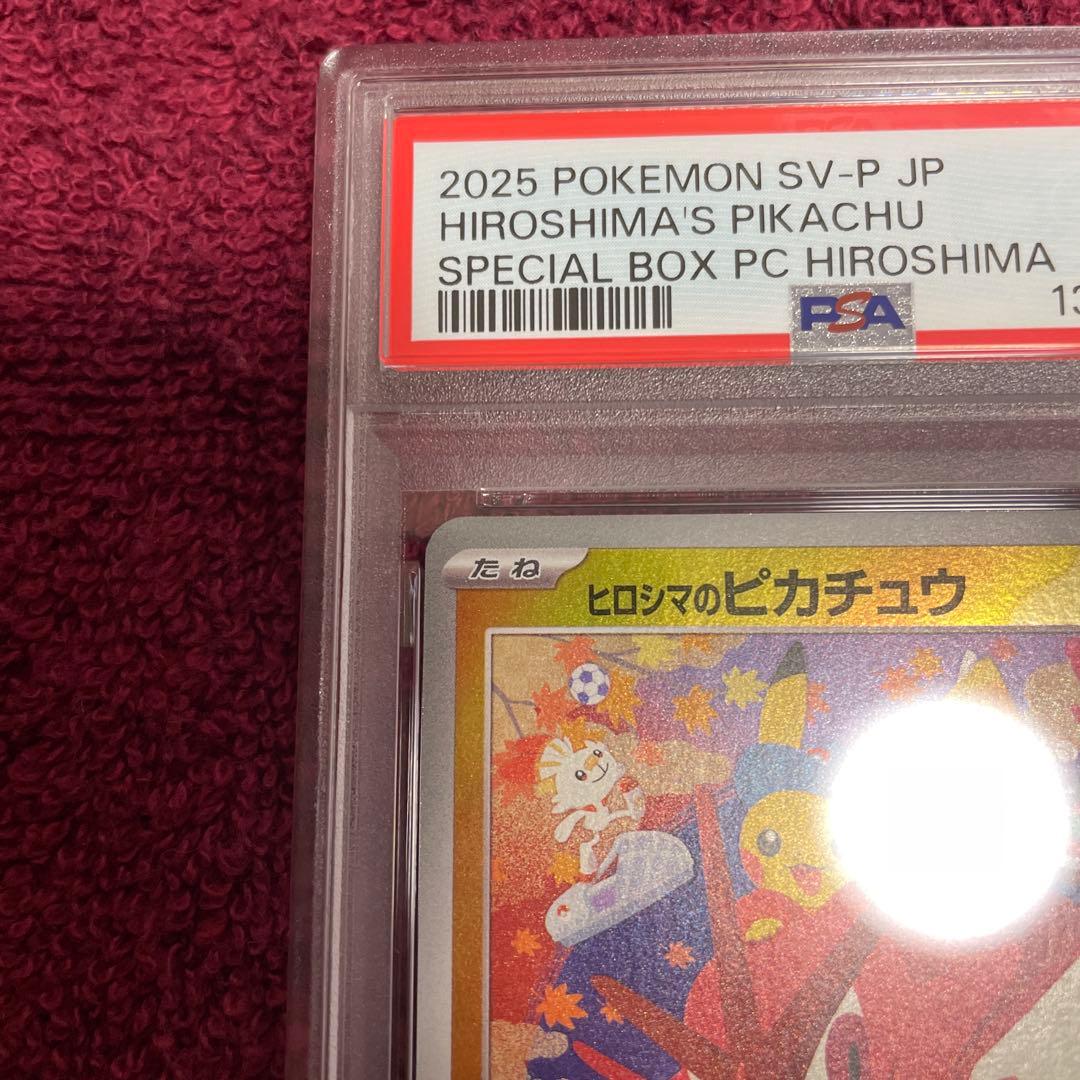 2025 POKEMON SV-P JP
HIROSHIMA'S PIKACHU
SPECIAL BOX PC HIROSHIMA
PSA
13
たね
ヒロシマのピカチュウ